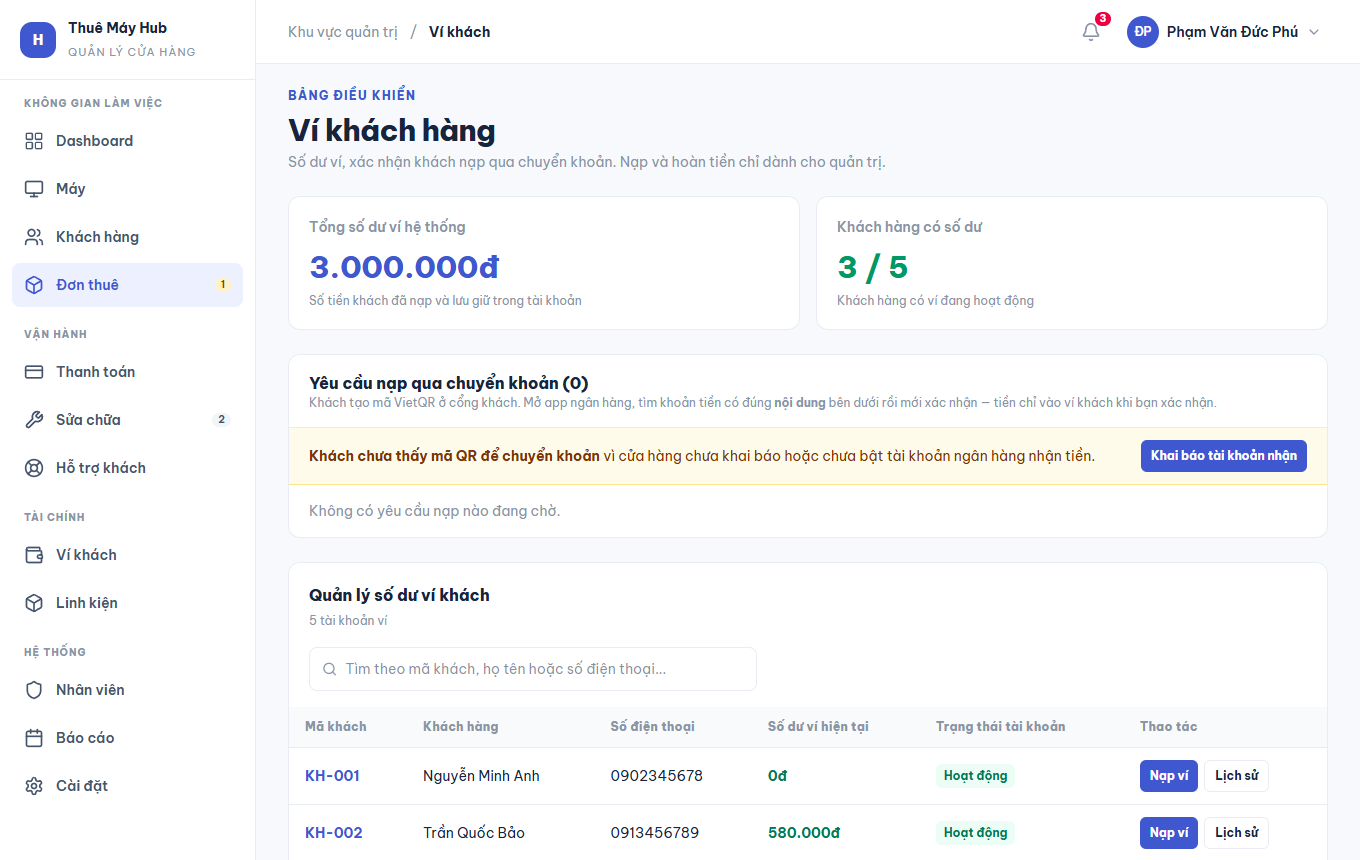 H
Thuê Máy Hub
QUẢN LÝ CỬA HÀNG
KHÔNG GIAN LÀM VIỆC
Dashboard
Máy
Khách hàng
Đơn thuê 1
VẬN HÀNH
Thanh toán
Sửa chữa 2
Hỗ trợ khách
TÀI CHÍNH
Ví khách
Linh kiện
HỆ THỐNG
Nhân viên
Báo cáo
Cài đặt
Khu vực quản trị / Ví khách
3
ĐP Phạm Văn Đức Phú
BẢNG ĐIỀU KHIỂN
Ví khách hàng
Số dư ví, xác nhận khách nạp qua chuyển khoản. Nạp và hoàn tiền chỉ dành cho quản trị.
Tổng số dư ví hệ thống
3.000.000đ
Số tiền khách đã nạp và lưu giữ trong tài khoản
Khách hàng có số dư
3 / 5
Khách hàng có ví đang hoạt động
Yêu cầu nạp qua chuyển khoản (0)
Khách tạo mã VietQR ở cổng khách. Mở app ngân hàng, tìm khoản tiền có đúng nội dung bên dưới rồi mới xác nhận — tiền chỉ vào ví khách khi bạn xác nhận.
Khách chưa thấy mã QR để chuyển khoản vì cửa hàng chưa khai báo hoặc chưa bật tài khoản ngân hàng nhận tiền.
Khai báo tài khoản nhận
Không có yêu cầu nạp nào đang chờ.
Quản lý số dư ví khách
5 tài khoản ví
Tìm theo mã khách, họ tên hoặc số điện thoại...
Mã khách Khách hàng Số điện thoại Số dư ví hiện tại Trạng thái tài khoản Thao tác
KH-001 Nguyễn Minh Anh 0902345678 0đ Hoạt động Nạp ví Lịch sử
KH-002 Trần Quốc Bảo 0913456789 580.000đ Hoạt động Nạp ví Lịch sử